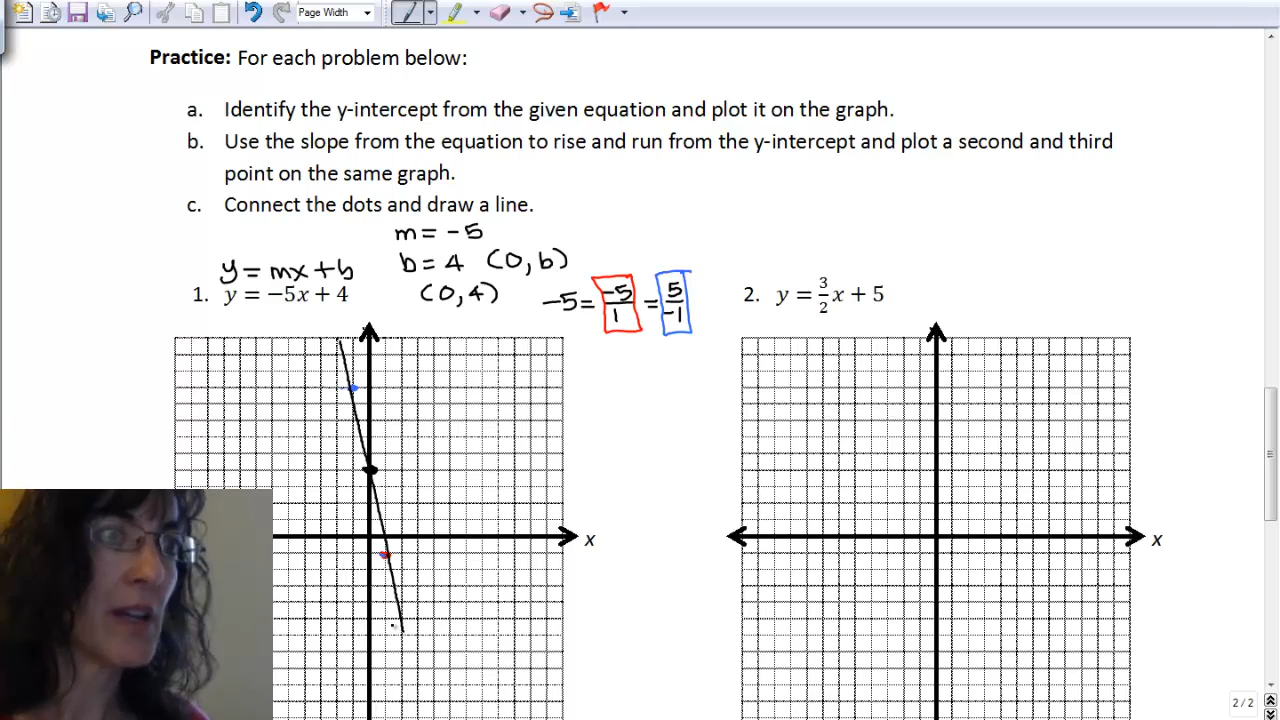 Page Width
Practice: For each problem below:
a. Identify the y-intercept from the given equation and plot it on the graph.
b. Use the slope from the equation to rise and run from the y-intercept and plot a second and third
point on the same graph.
c. Connect the dots and draw a line.
m = -5
y = mx + b b = 4 (0, b)
1. y = −5x + 4 (0, 4) -5 = -5/1 = 5/-1
2. y = 3/2 x + 5
x
x
2 / 2